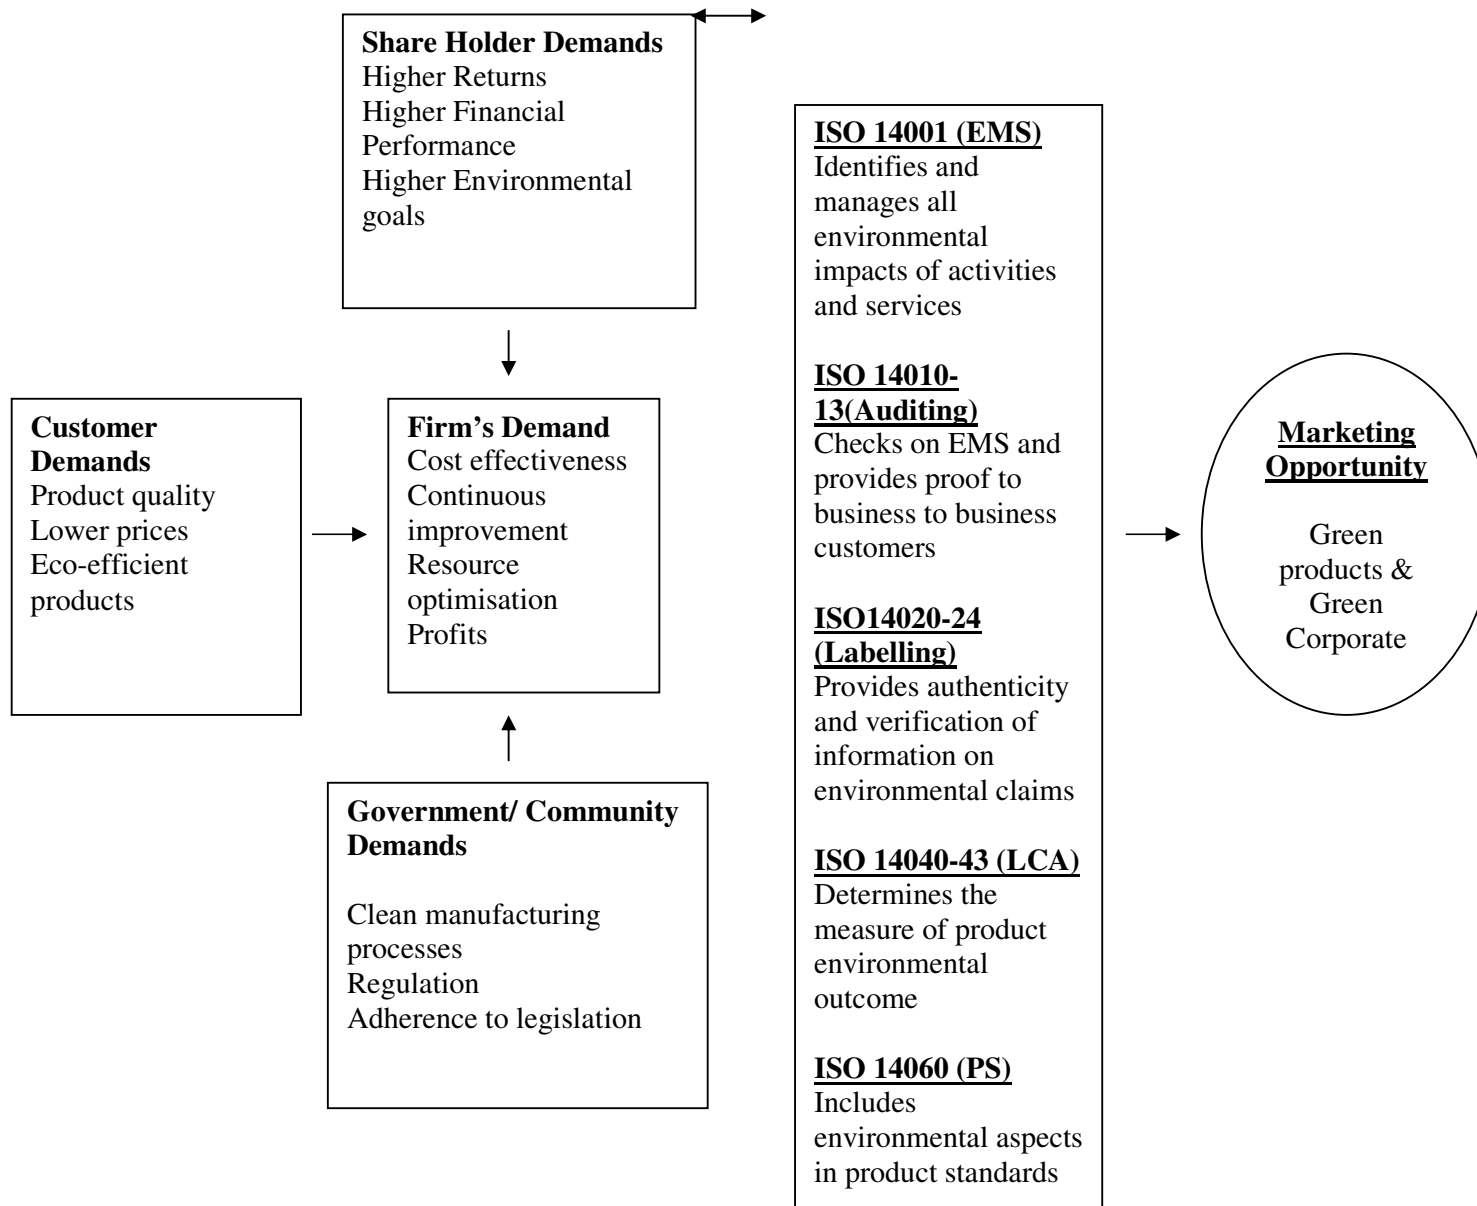 Share Holder Demands
Higher Returns
Higher Financial
Performance
Higher Environmental
goals
Customer
Demands
Product quality
Lower prices
Eco-efficient
products
Firm’s Demand
Cost effectiveness
Continuous
improvement
Resource
optimisation
Profits
Government/ Community
Demands
Clean manufacturing
processes
Regulation
Adherence to legislation
ISO 14001 (EMS)
Identifies and
manages all
environmental
impacts of activities
and services
ISO 14010-
13(Auditing)
Checks on EMS and
provides proof to
business to business
customers
ISO14020-24
(Labelling)
Provides authenticity
and verification of
information on
environmental claims
ISO 14040-43 (LCA)
Determines the
measure of product
environmental
outcome
ISO 14060 (PS)
Includes
environmental aspects
in product standards
Marketing
Opportunity
Green
products &
Green
Corporate